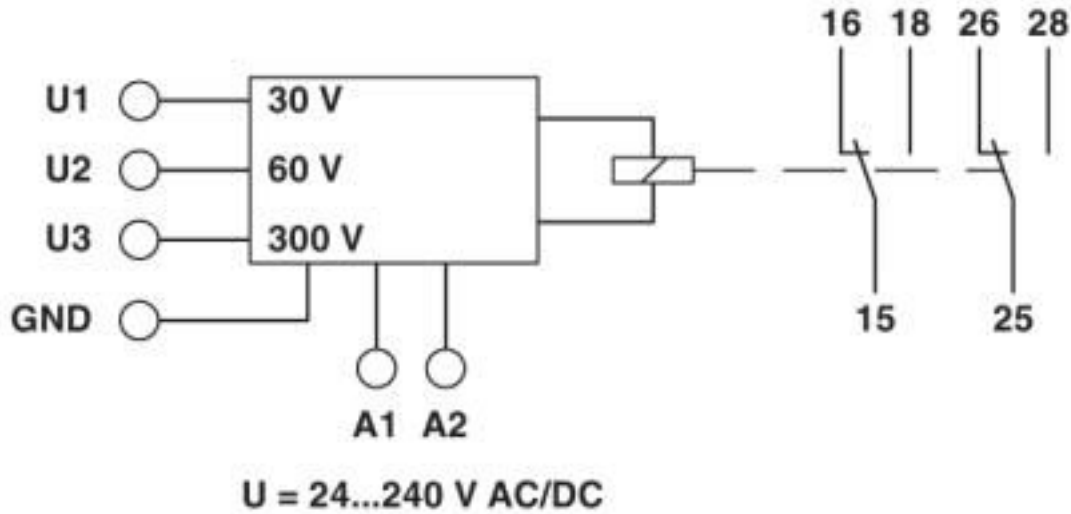 16 18 26 28
U1 30 V
U2 60 V
U3 300 V
GND
15 25
A1 A2
U = 24...240 V AC/DC